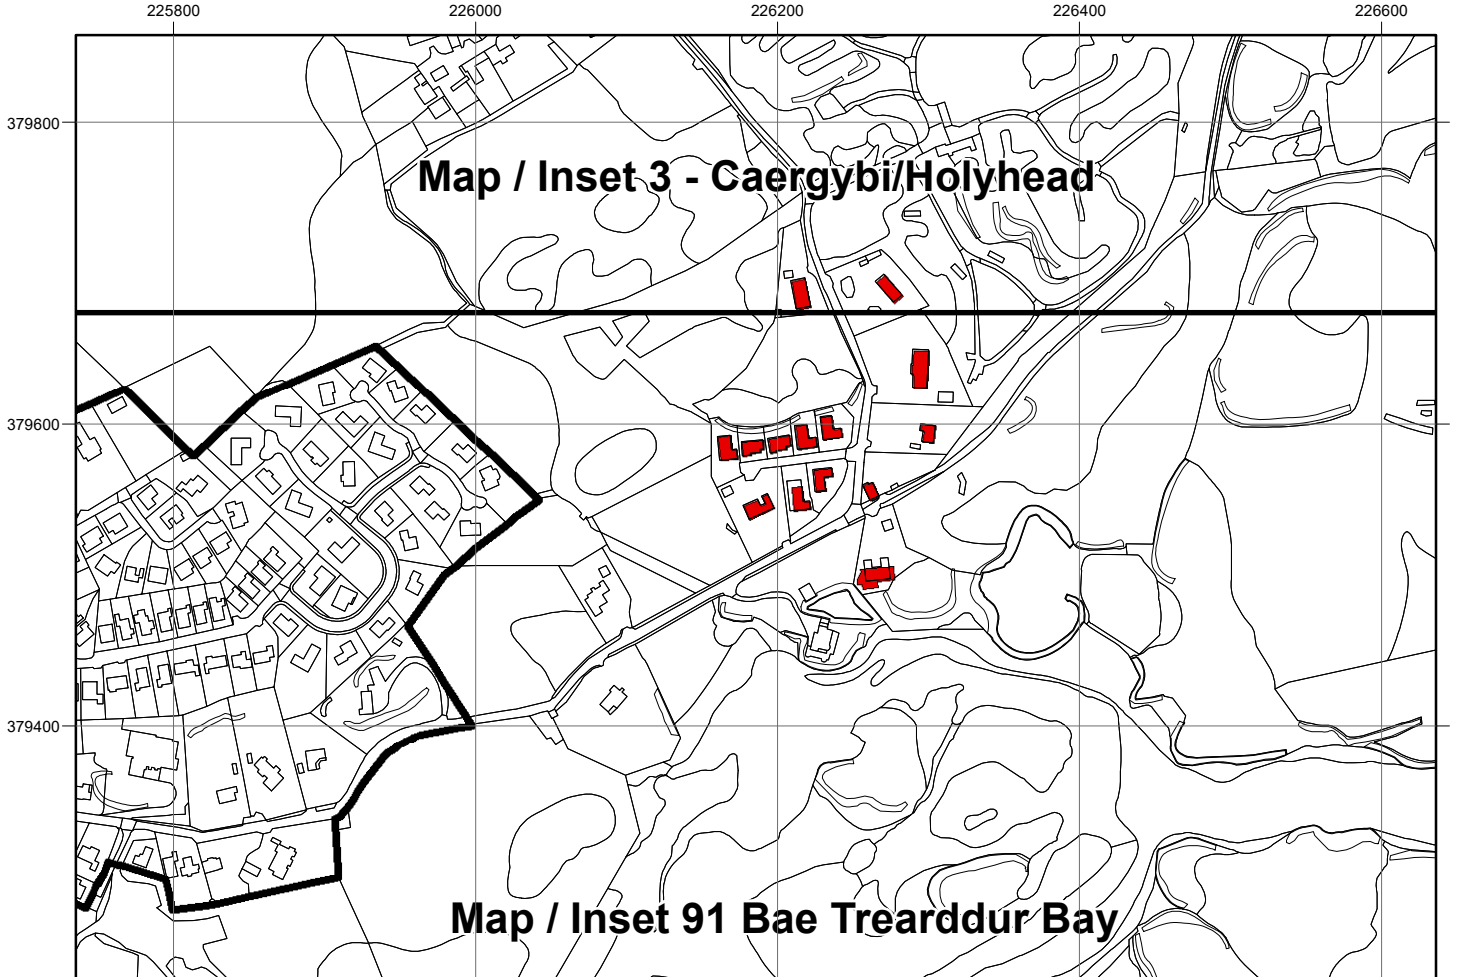 225800 226000 226200 226400 226600
379800
Map / Inset 3 - Caergybi/Holyhead
379600
379400
Map / Inset 91 Bae Trearddur Bay